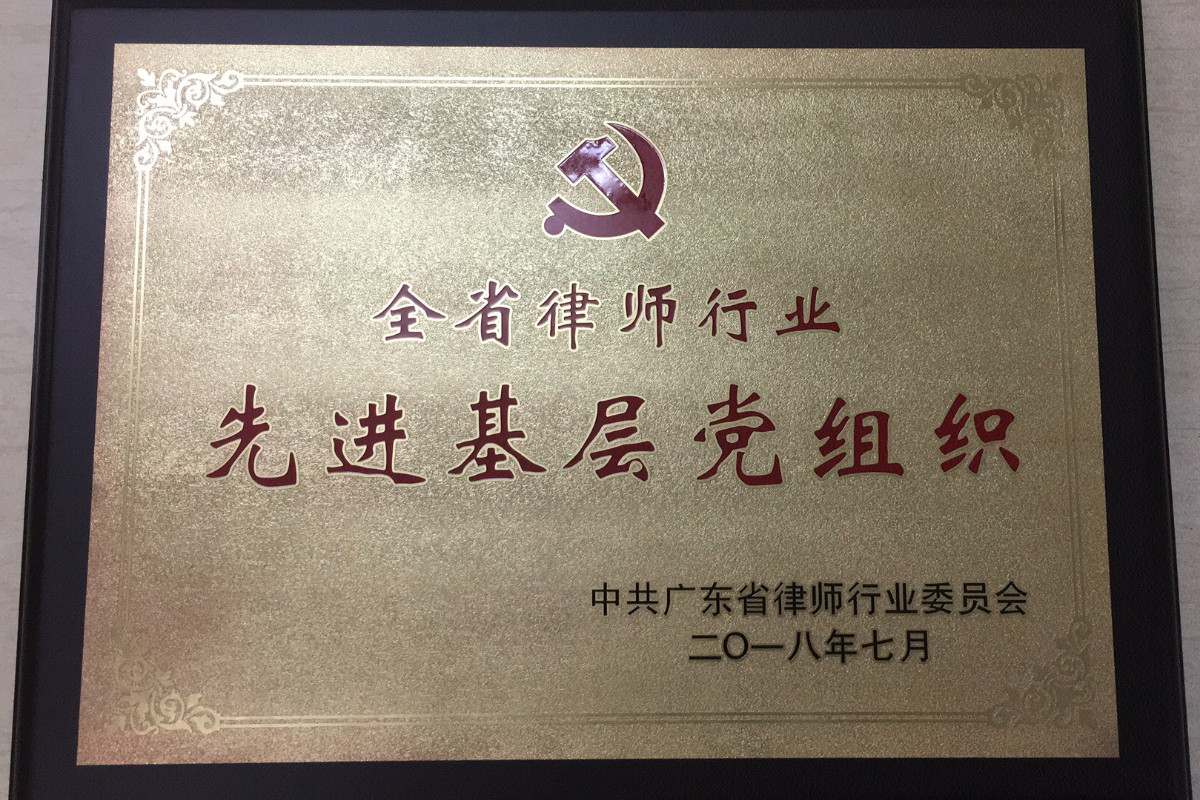 全省律师行业
先进基层党组织
中共广东省律师行业委员会
二〇一八年七月